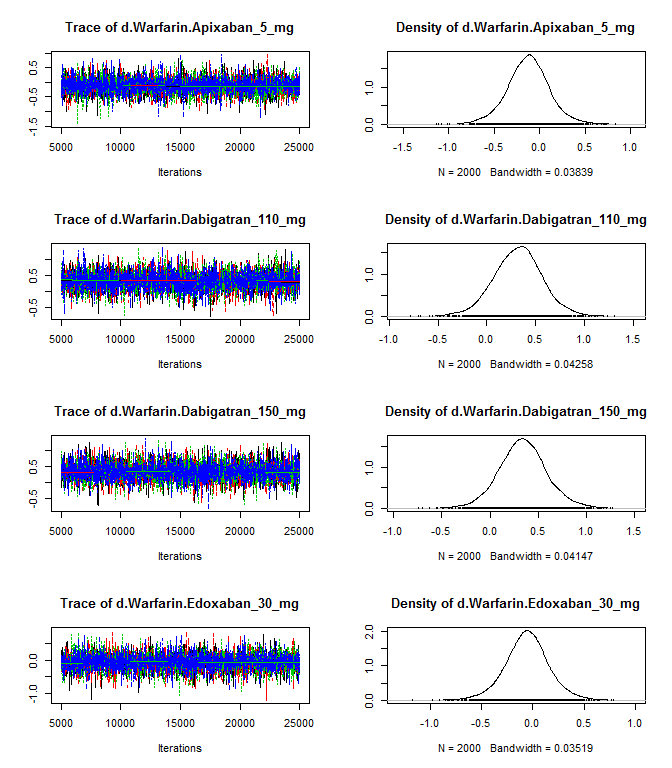 Trace of d.Warfarin.Apixaban_5_mg
-1.5 -0.5 0.5
5000 10000 15000 20000 25000
Iterations
Density of d.Warfarin.Apixaban_5_mg
0.0 1.0
-1.5 -1.0 -0.5 0.0 0.5 1.0
N = 2000 Bandwidth = 0.03839
Trace of d.Warfarin.Dabigatran_110_mg
-0.5 0.5
5000 10000 15000 20000 25000
Iterations
Density of d.Warfarin.Dabigatran_110_mg
0.0 1.0
-1.0 -0.5 0.0 0.5 1.0 1.5
N = 2000 Bandwidth = 0.04258
Trace of d.Warfarin.Dabigatran_150_mg
-0.5 0.5
5000 10000 15000 20000 25000
Iterations
Density of d.Warfarin.Dabigatran_150_mg
0.0 1.0
-1.0 -0.5 0.0 0.5 1.0 1.5
N = 2000 Bandwidth = 0.04147
Trace of d.Warfarin.Edoxaban_30_mg
-1.0 0.0
5000 10000 15000 20000 25000
Iterations
Density of d.Warfarin.Edoxaban_30_mg
0.0 1.0 2.0
-1.0 -0.5 0.0 0.5 1.0
N = 2000 Bandwidth = 0.03519